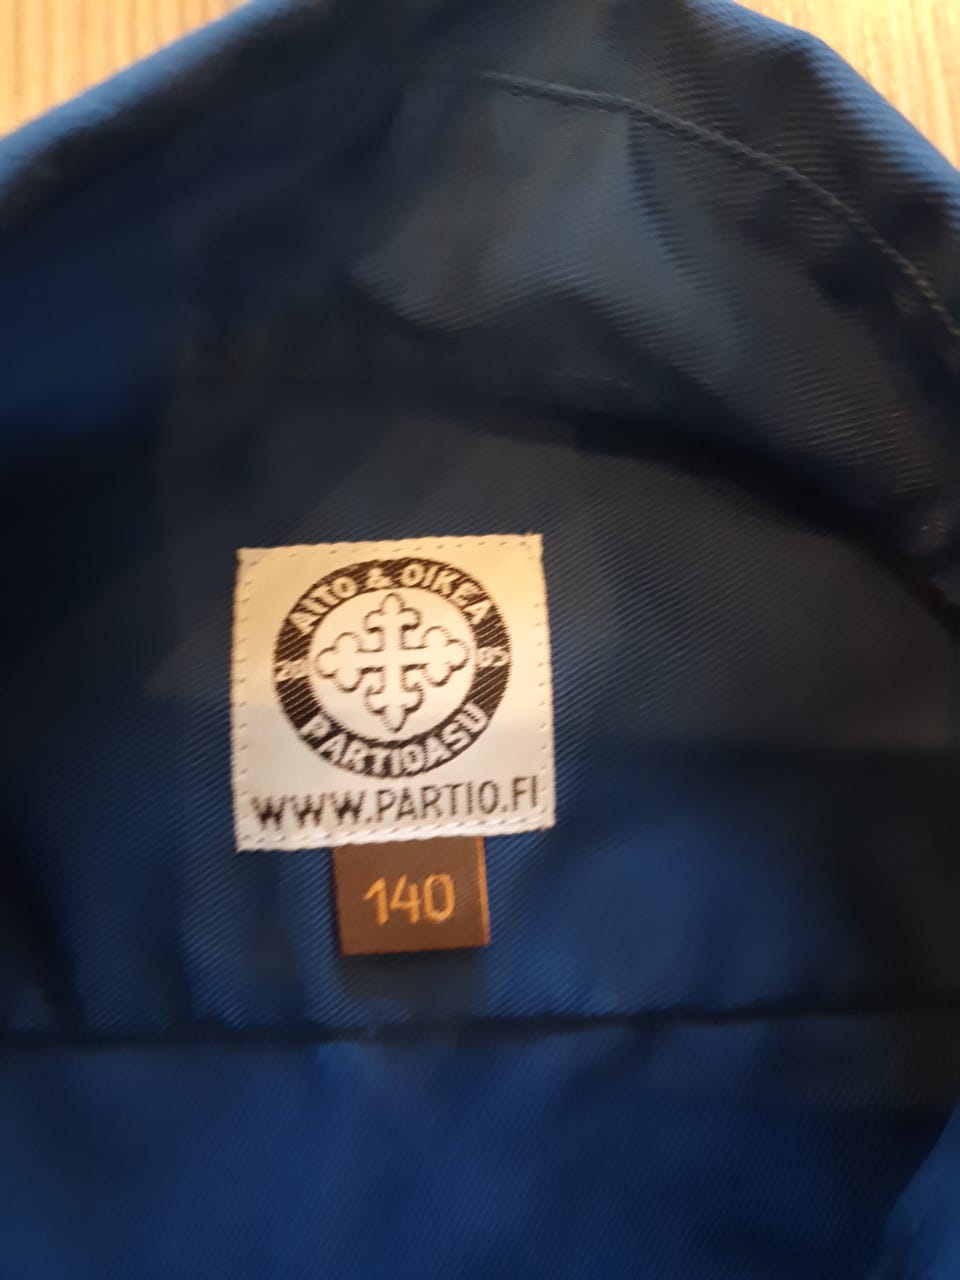 AITO & OIKEA
PARTIOASU
WWW.PARTIO.FI
140